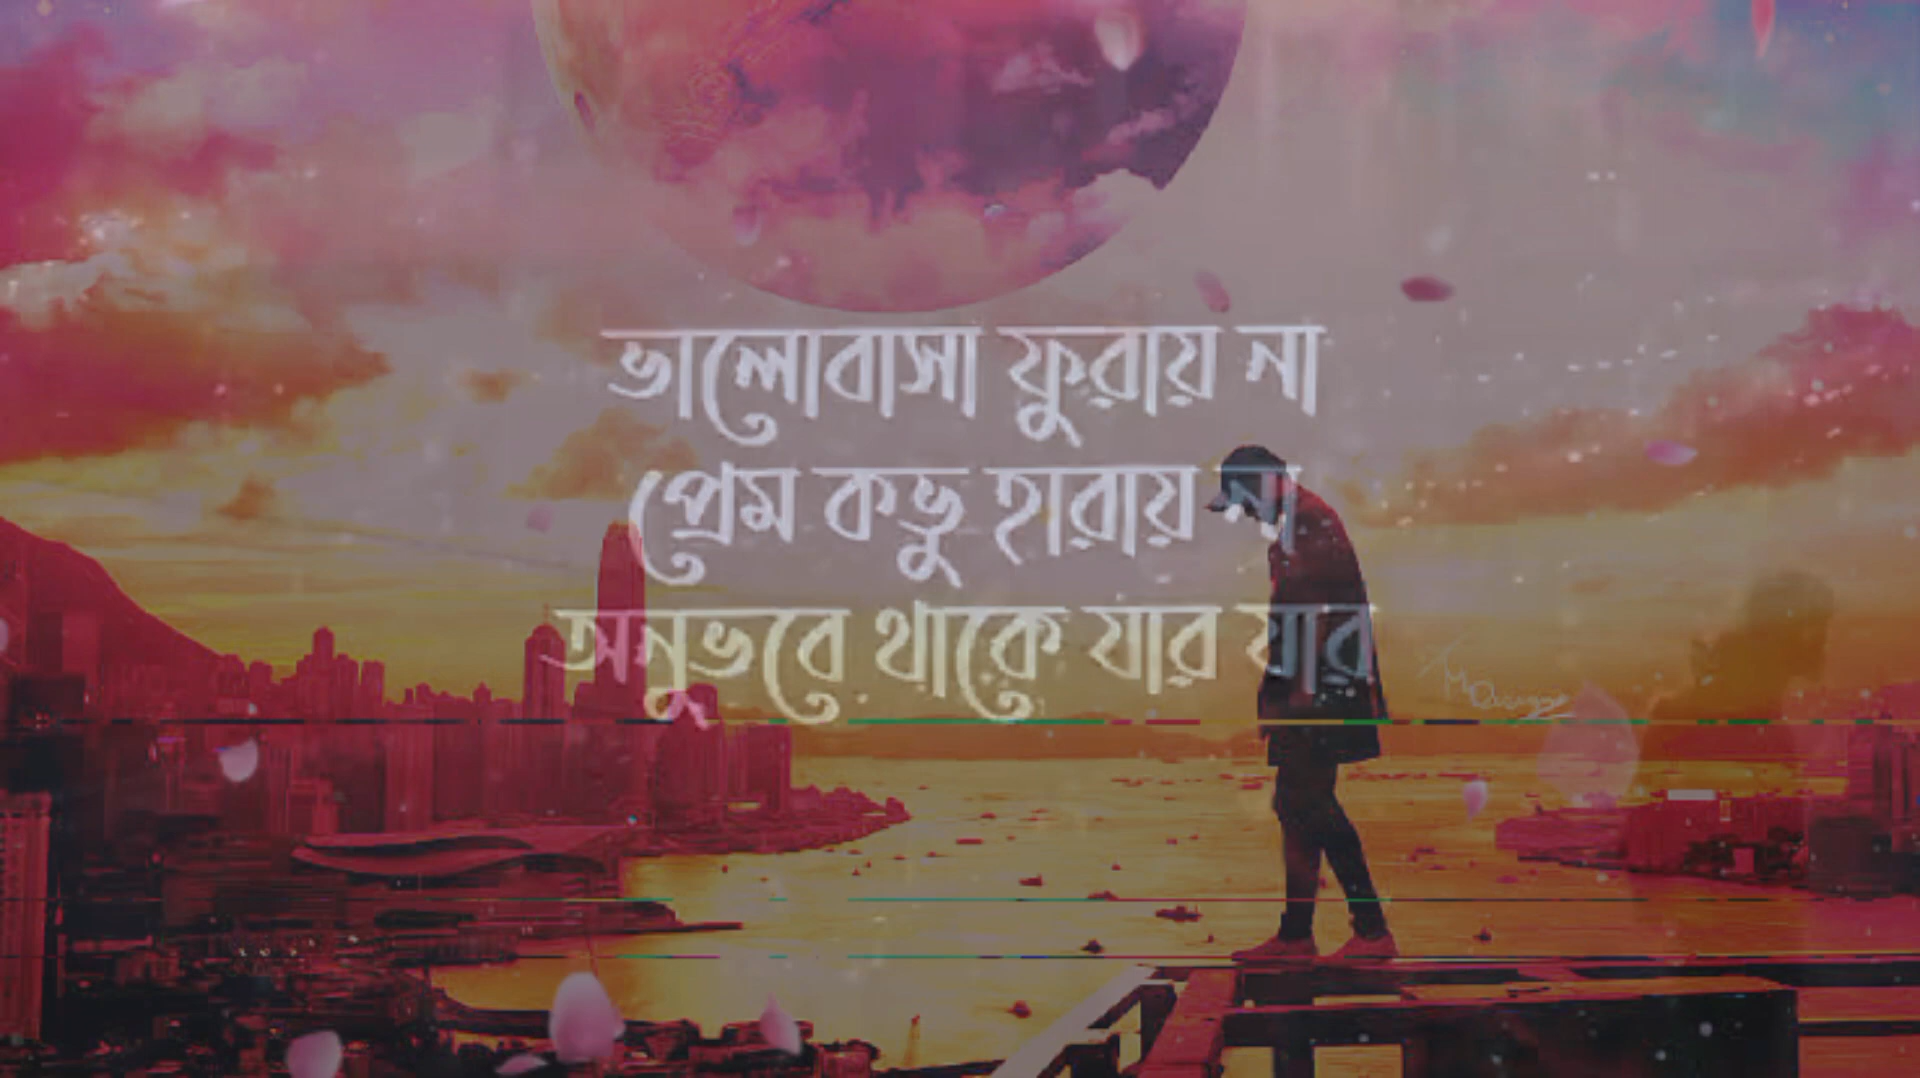 ভালোবাসা ফুরায় না
প্রেম কভু হারায় না
অনুভবে থাকে যার যার